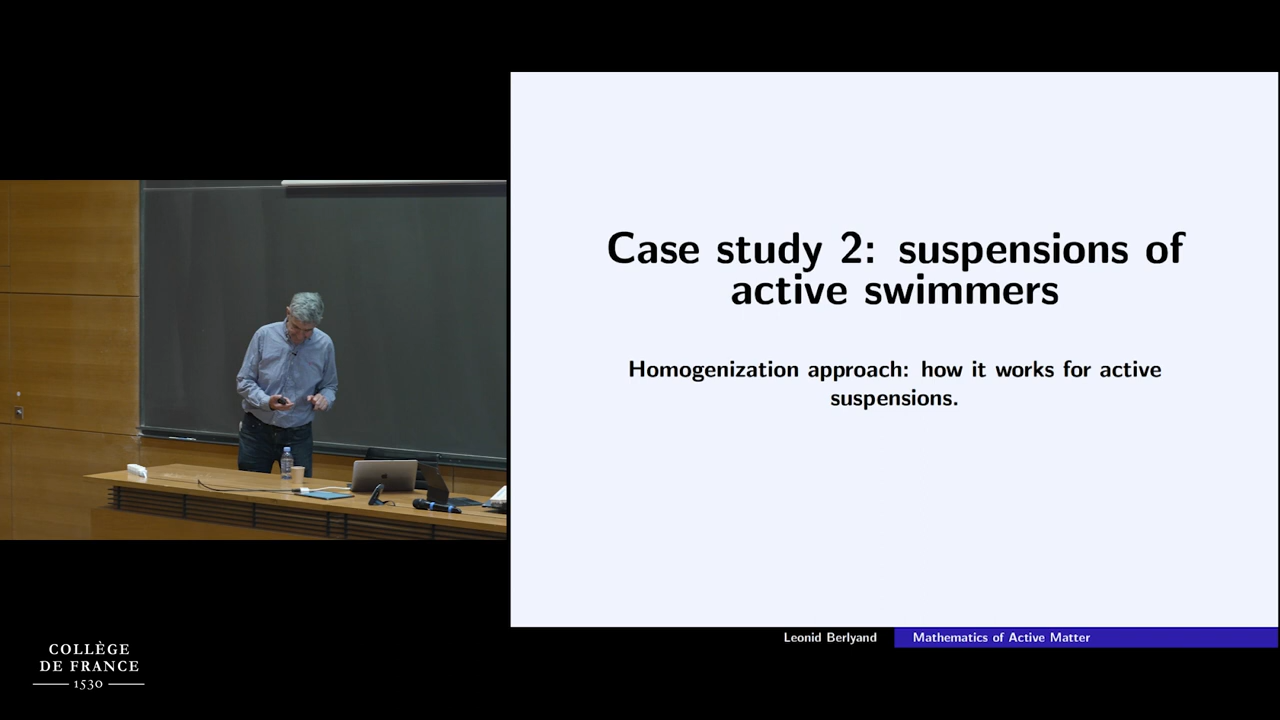 Case study 2: suspensions of
active swimmers
Homogenization approach: how it works for active
suspensions.
Leonid Berlyand
Mathematics of Active Matter
COLLÈGE
DE FRANCE
1530